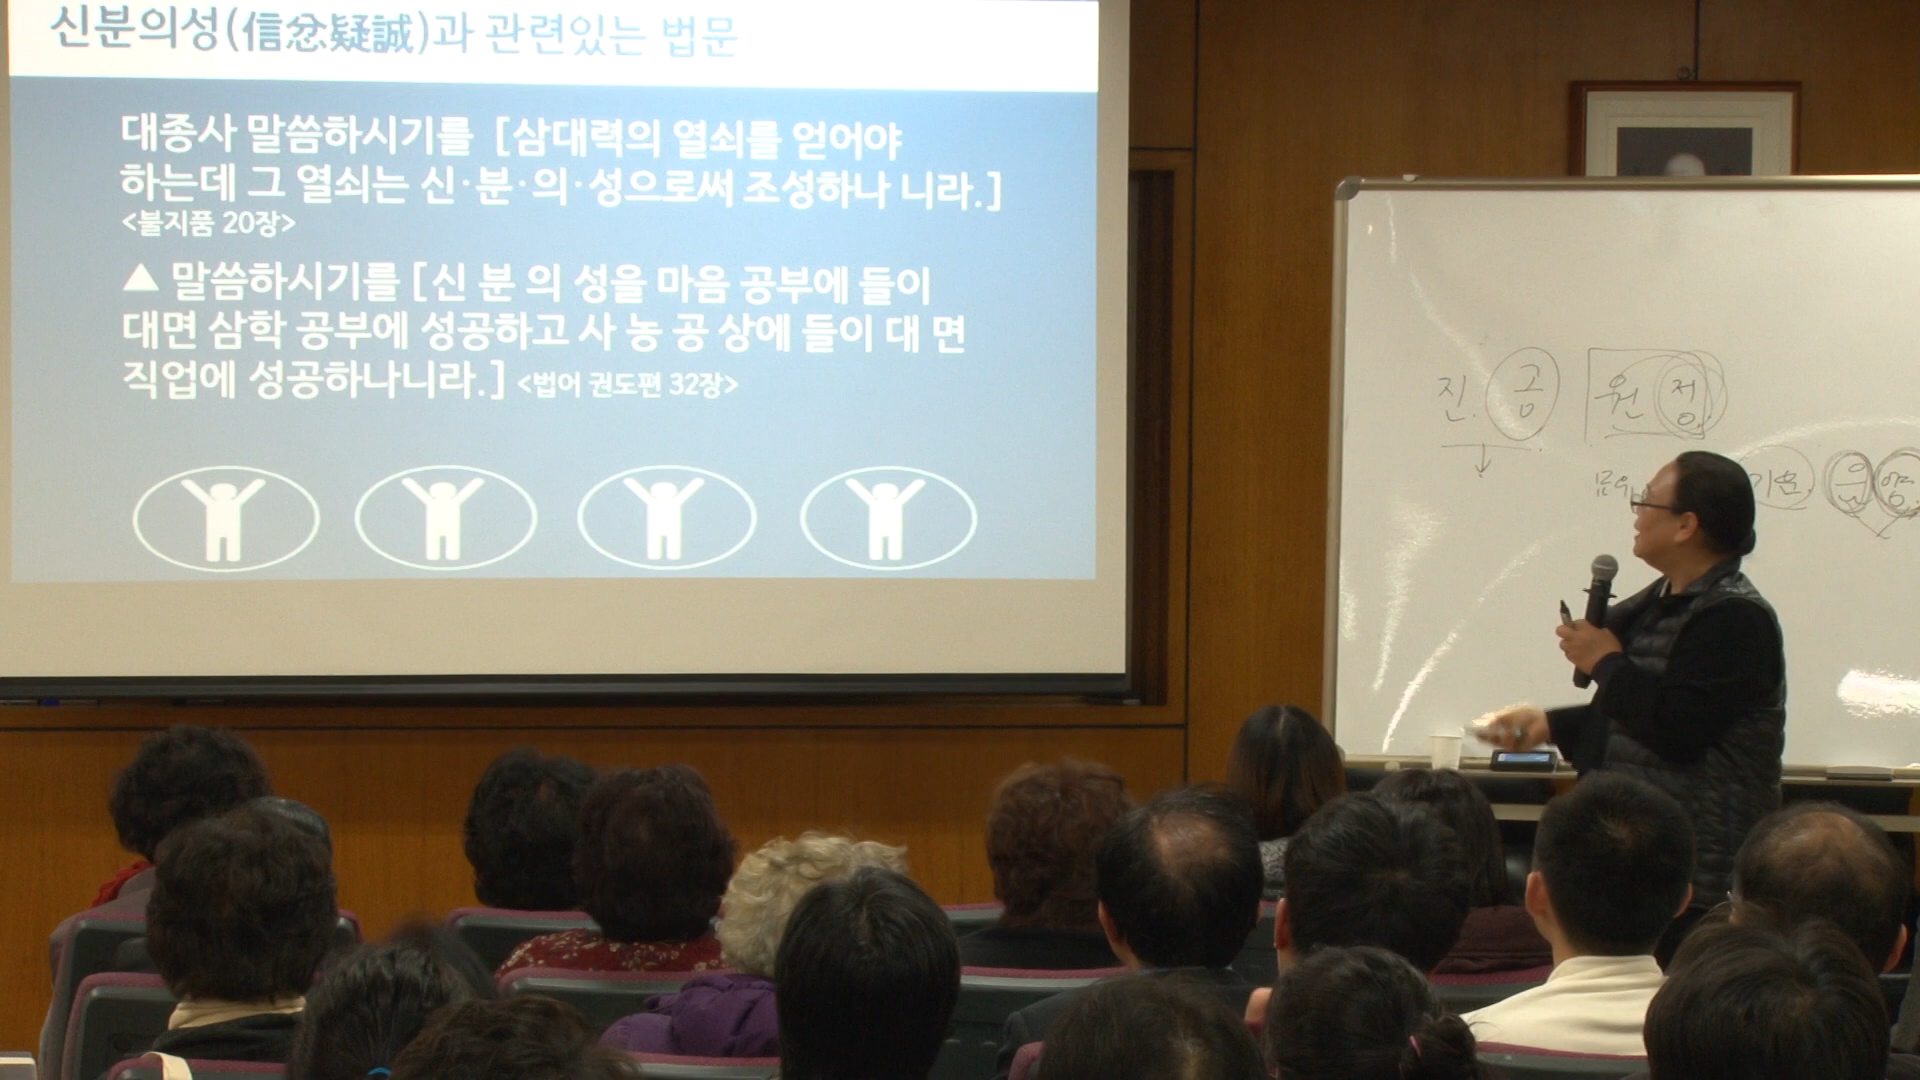 신분의성(信忿疑誠)과 관련있는 법문
대종사 말씀하시기를 [삼대력의 열쇠를 얻어야
하는데 그 열쇠는 신·분·의·성으로써 조성하나 니라.]
<불지품 20장>
▲ 말씀하시기를 [신 분 의 성을 마음 공부에 들이
대면 삼학 공부에 성공하고 사 농 공 상에 들이 대 면
직업에 성공하나니라.] <법어 권도편 32장>
진. 공 원 정